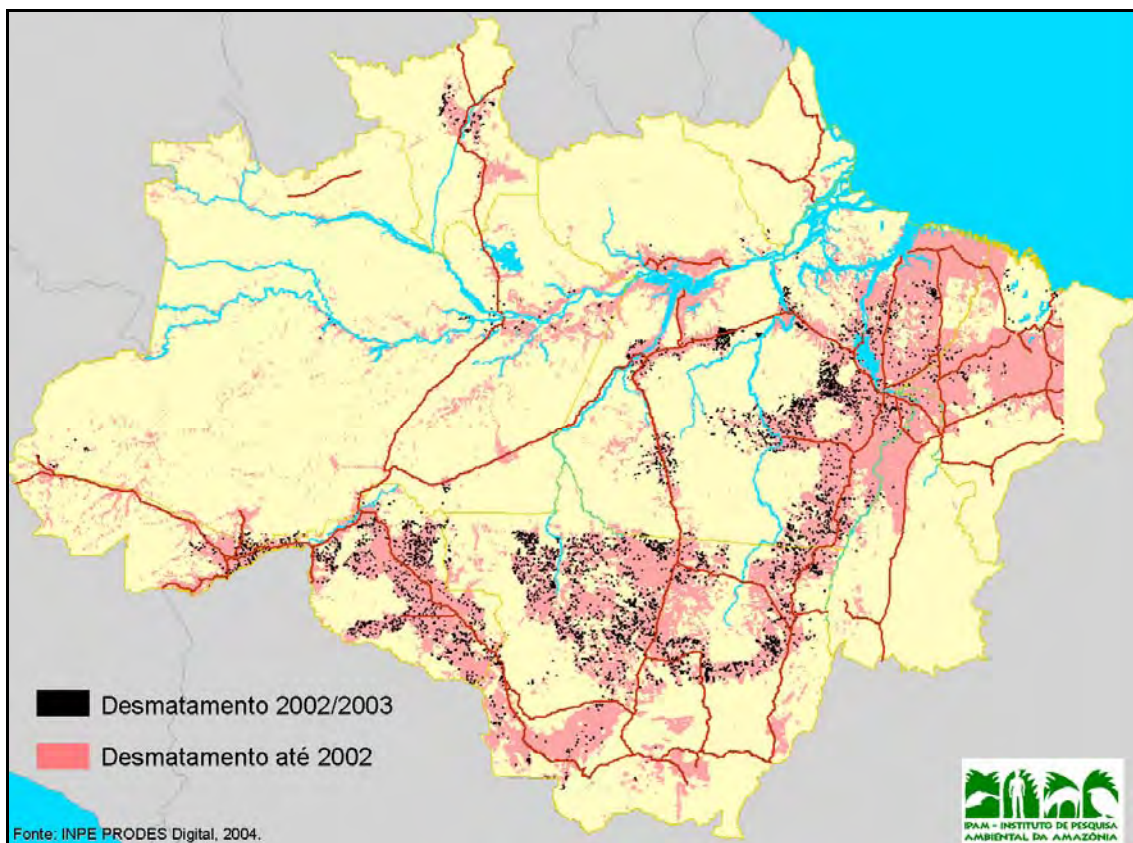 Desmatamento 2002/2003
Desmatamento até 2002
Fonte: INPE PRODES Digital, 2004.
IPAM - INSTITUTO DE PESQUISA
AMBIENTAL DA AMAZÔNIA